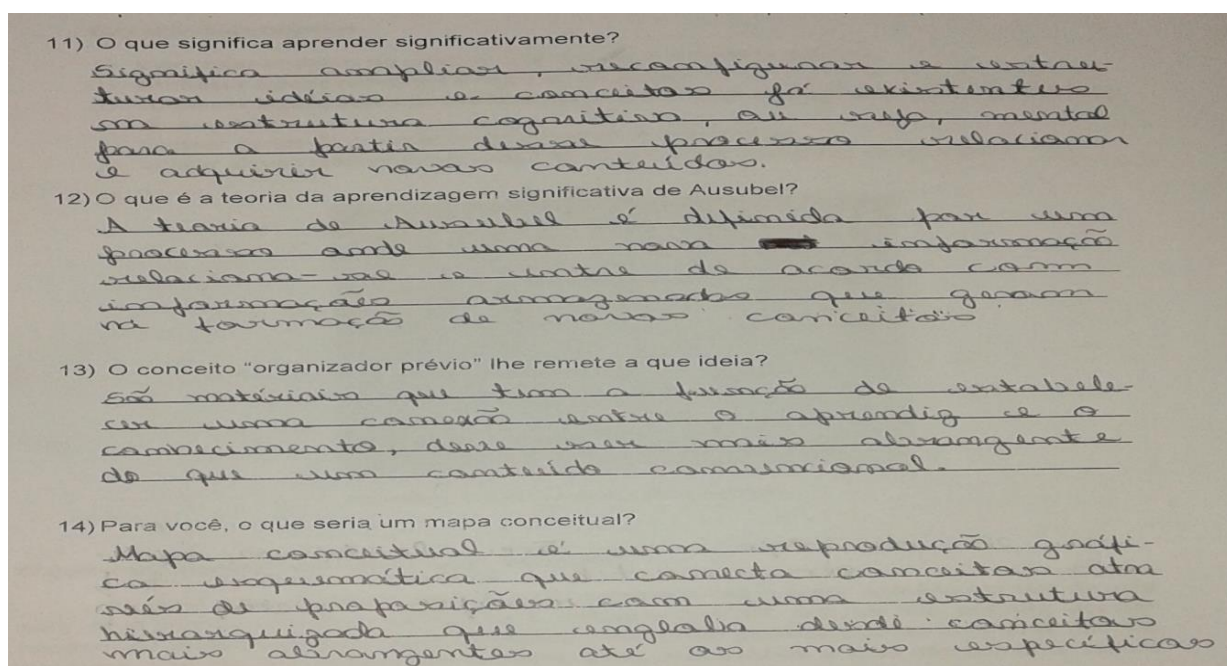 11) O que significa aprender significativamente?
Significa ampliar, reconfigurar e estru-
turar idéias e conceitos já existentes
na estrutura cognitiva, ou seja, mental
para a partir desse processo relacionar
e adquirir novos conteúdos.
12) O que é a teoria da aprendizagem significativa de Ausubel?
A teoria de Ausubel é definida por um
processo onde uma nova informação
relaciona-se e entre de acordo com
informações armazenadas que geram
na formação de novos conceitos
13) O conceito "organizador prévio" lhe remete a que ideia?
São matériais que tem a função de estabele-
cer uma conexão entre o aprendiz e o
conhecimento, deve ser mais abrangente
do que um conteúdo convencional.
14) Para você, o que seria um mapa conceitual?
Mapa conceitual é uma reprodução gráfi-
ca esquemática que conecta conceitos atra
vés de proposições com uma estrutura
hierarquizada que engloba desde conceitos
mais abrangentes até os mais específicos